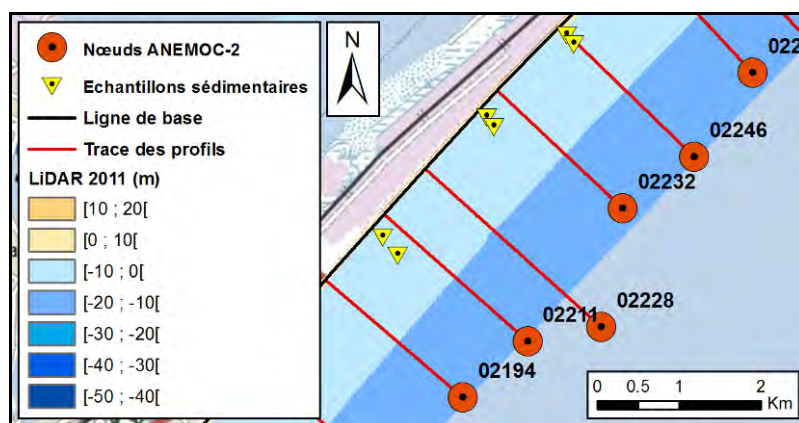 Nœuds ANEMOC-2
Echantillons sédimentaires
Ligne de base
Trace des profils
LiDAR 2011 (m)
[10 ; 20[
[0 ; 10[
[-10 ; 0[
[-20 ; -10[
[-30 ; -20[
[-40 ; -30[
[-50 ; -40[
N
02246
02232
02228
02211
02194
0 0.5 1 2
Km